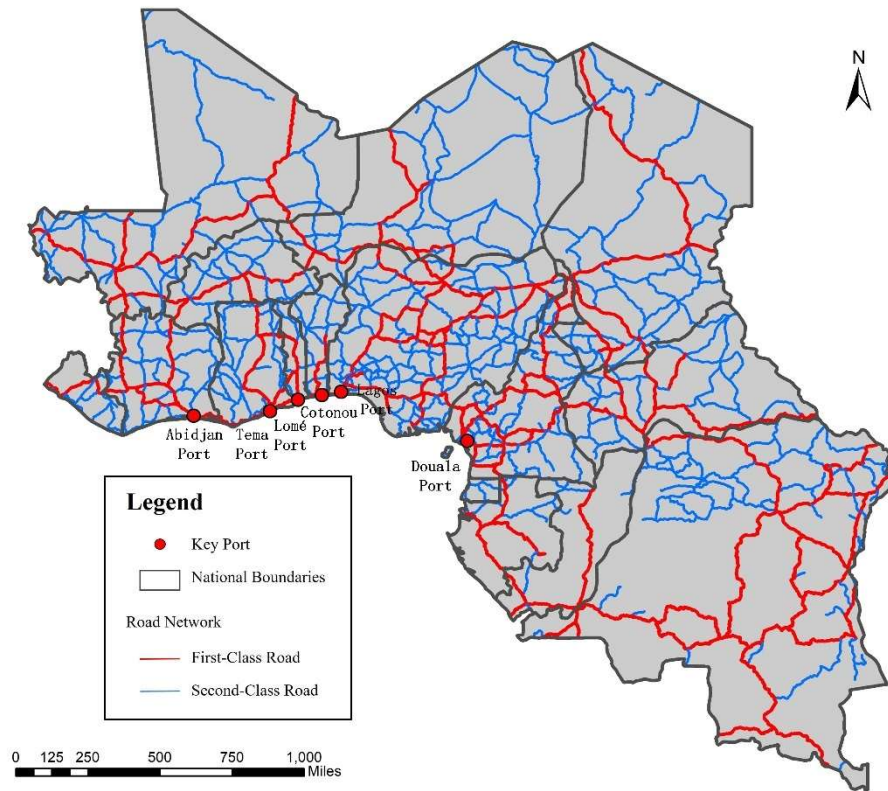 N
Lagos
Port
Cotonou
Port
Lomé
Port
Tema
Port
Abidjan
Port
Douala
Port
Legend
Key Port
National Boundaries
Road Network
First-Class Road
Second-Class Road
0 125 250 500 750 1,000
Miles